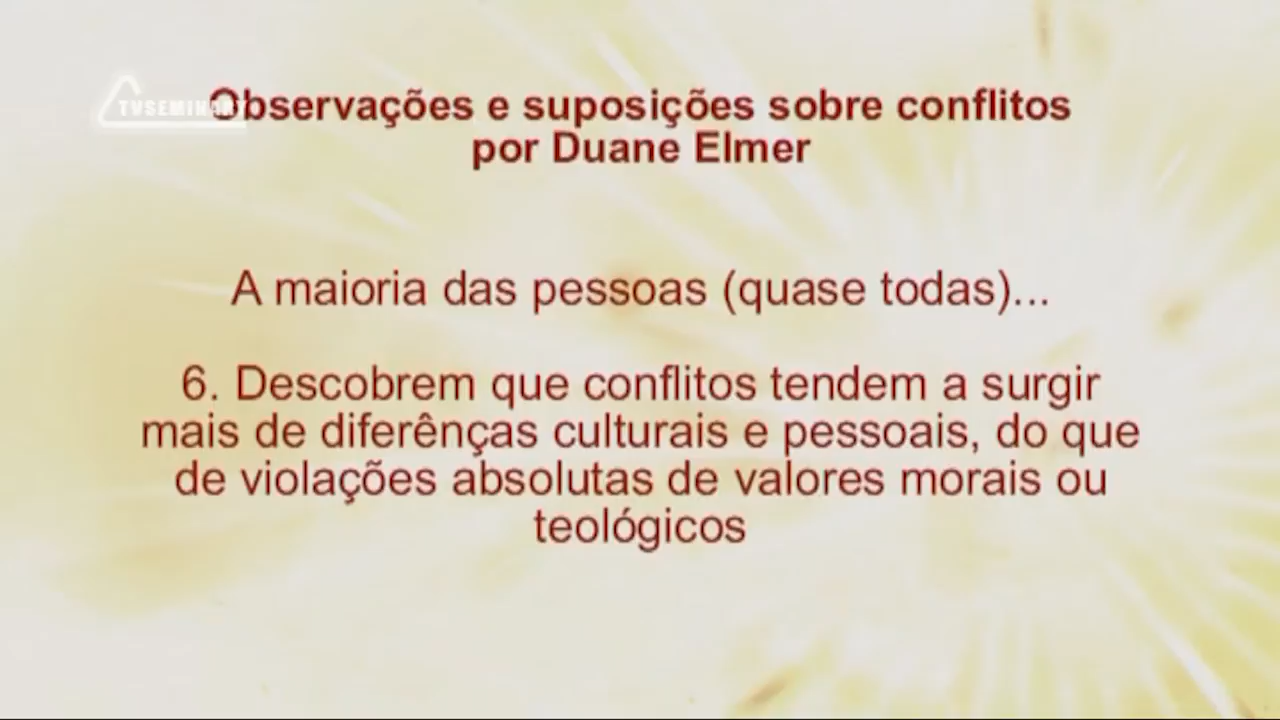 TVSEMINART
Observações e suposições sobre conflitos
por Duane Elmer
A maioria das pessoas (quase todas)...
6. Descobrem que conflitos tendem a surgir
mais de diferênças culturais e pessoais, do que
de violações absolutas de valores morais ou
teológicos